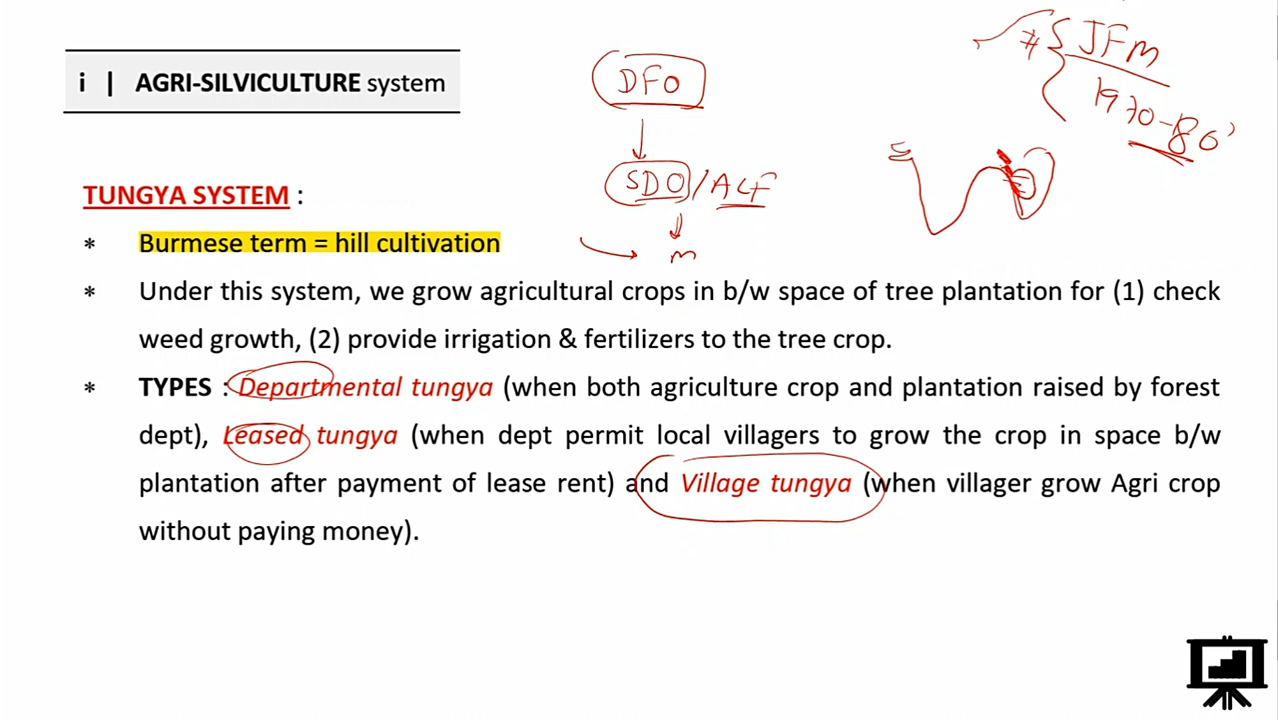 i | AGRI-SILVICULTURE system
DFO
SDO/ACF
m
# { JFM
1970-80'
TUNGYA SYSTEM :
* Burmese term = hill cultivation
* Under this system, we grow agricultural crops in b/w space of tree plantation for (1) check
weed growth, (2) provide irrigation & fertilizers to the tree crop.
* TYPES : Departmental tungya (when both agriculture crop and plantation raised by forest
dept), Leased tungya (when dept permit local villagers to grow the crop in space b/w
plantation after payment of lease rent) and Village tungya (when villager grow Agri crop
without paying money).